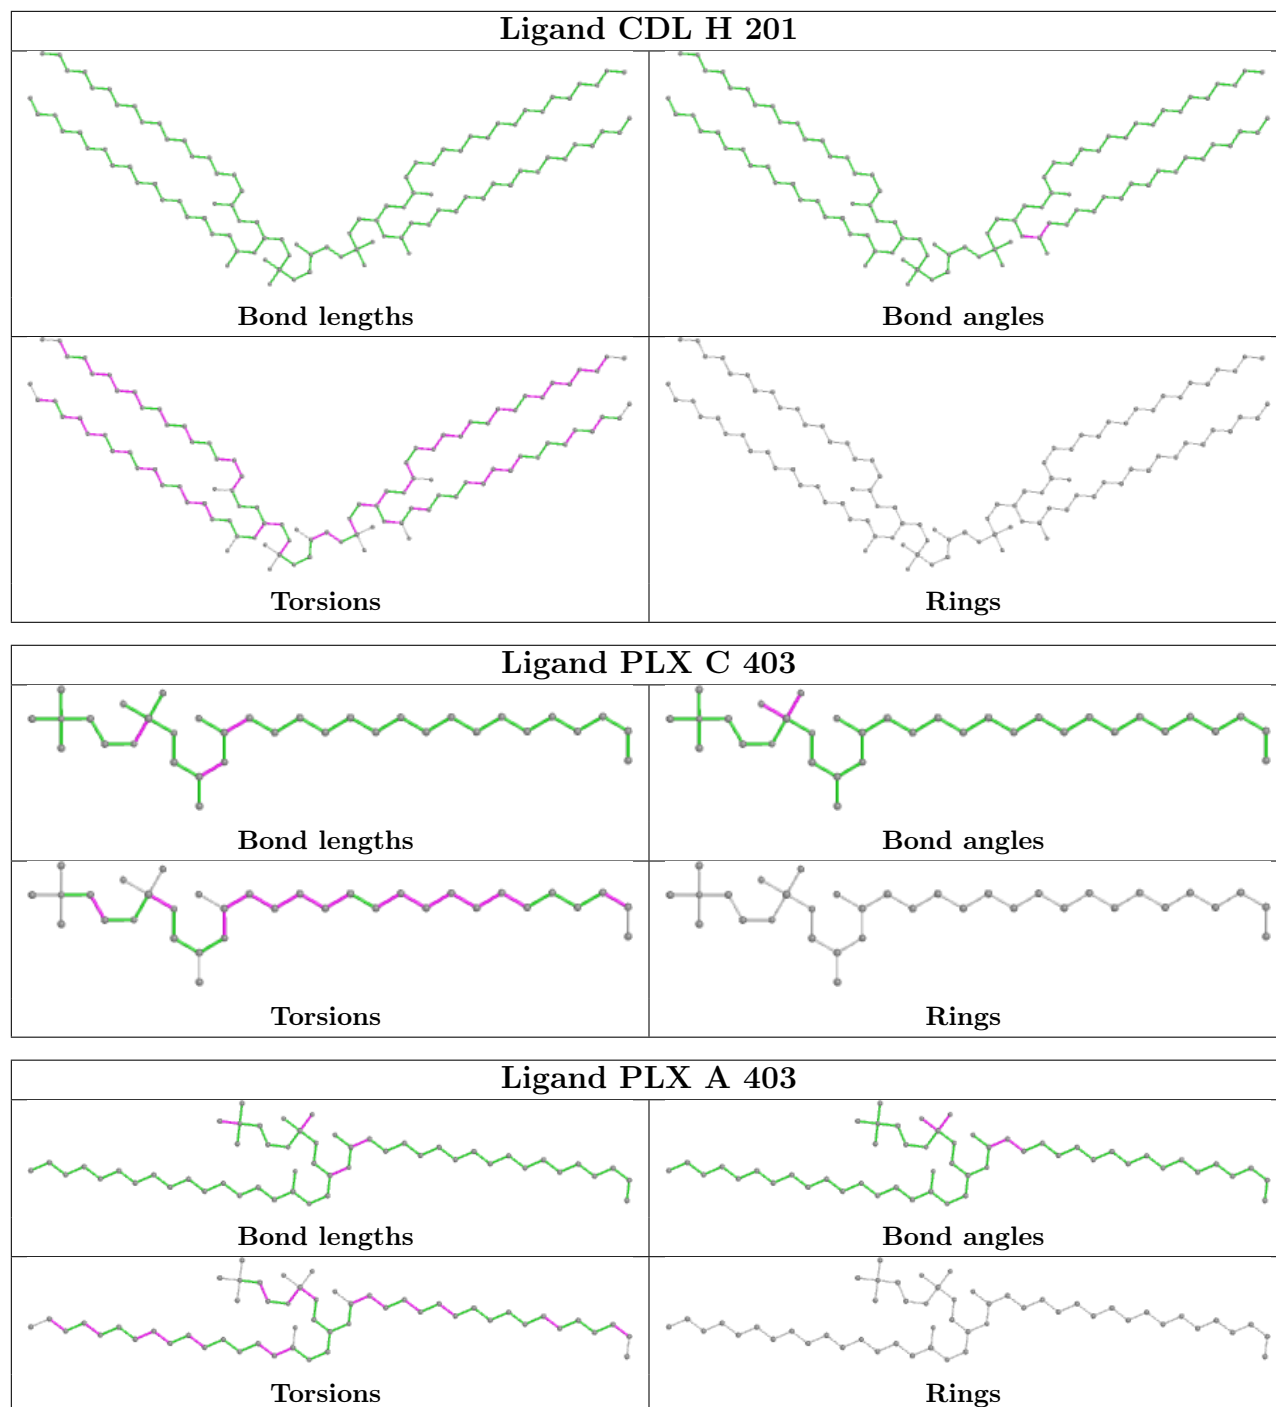 Ligand CDL H 201
Bond lengths
Bond angles
Torsions
Rings
Ligand PLX C 403
Bond lengths
Bond angles
Torsions
Rings
Ligand PLX A 403
Bond lengths
Bond angles
Torsions
Rings